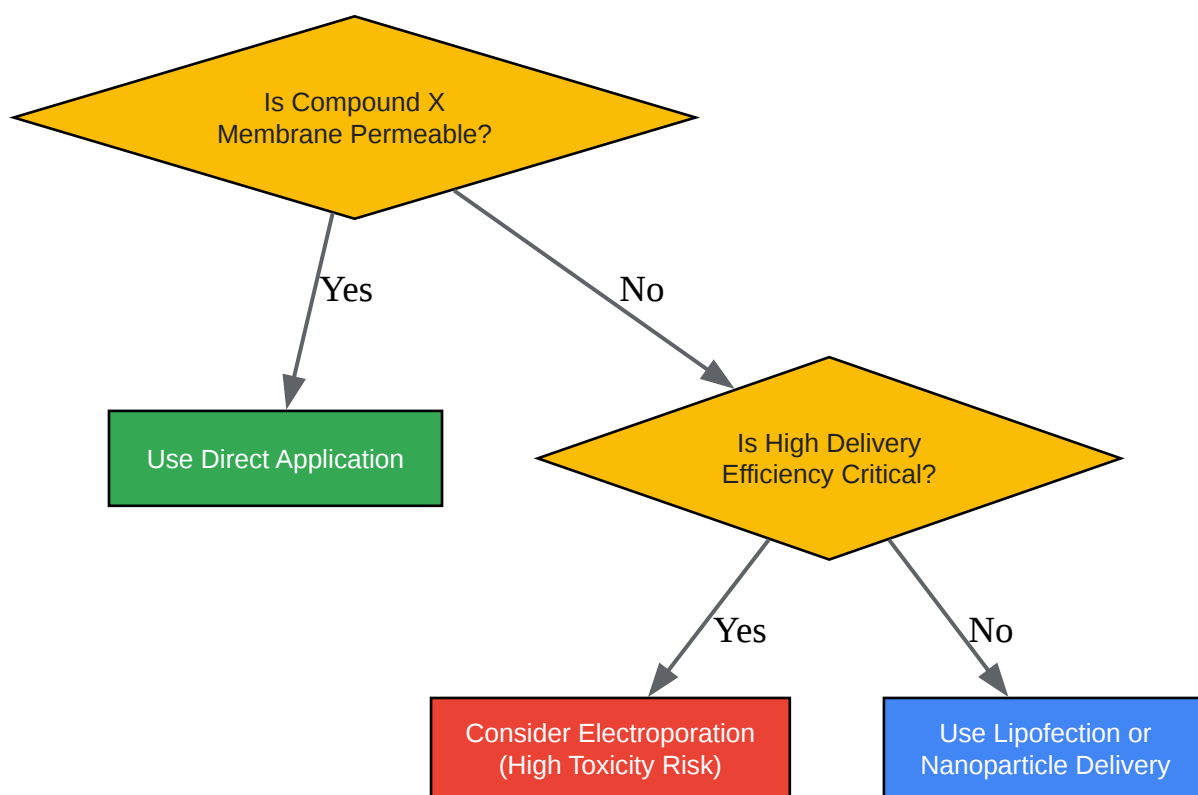 Is Compound X
Membrane Permeable?
Yes
No
Use Direct Application
Is High Delivery
Efficiency Critical?
Yes
No
Consider Electroporation
(High Toxicity Risk)
Use Lipofection or
Nanoparticle Delivery